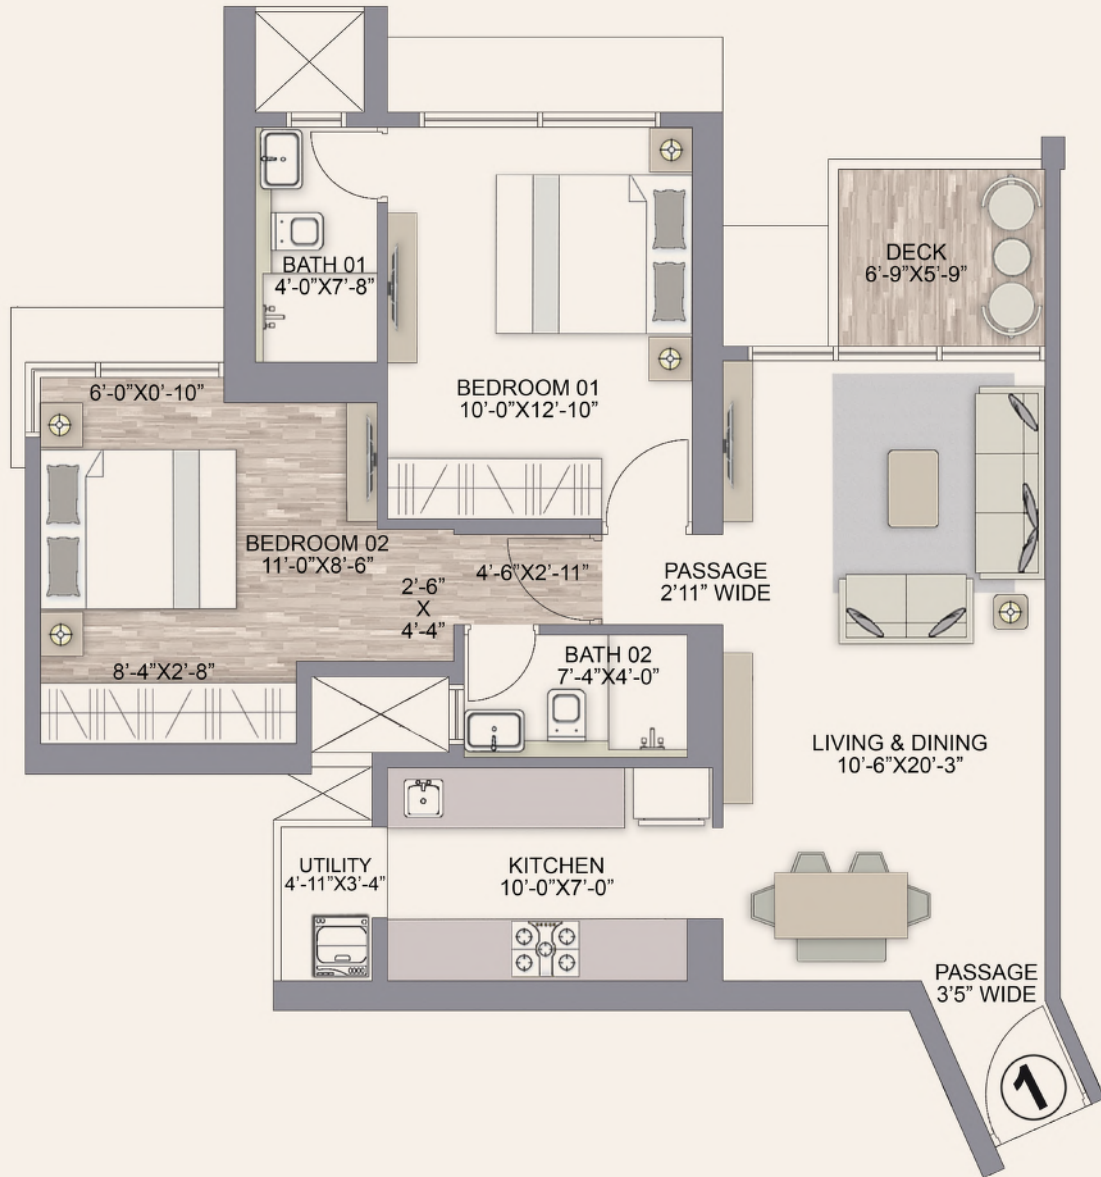 BATH 01
4'-0"X7'-8"
DECK
6'-9"X5'-9"
6'-0"X0'-10"
BEDROOM 01
10'-0"X12'-10"
BEDROOM 02
11'-0"X8'-6"
2'-6"
X
4'-4"
4'-6"X2'-11"
PASSAGE
2'11" WIDE
8'-4"X2'-8"
BATH 02
7'-4"X4'-0"
LIVING & DINING
10'-6"X20'-3"
UTILITY
4'-11"X3'-4"
KITCHEN
10'-0"X7'-0"
PASSAGE
3'5" WIDE
1